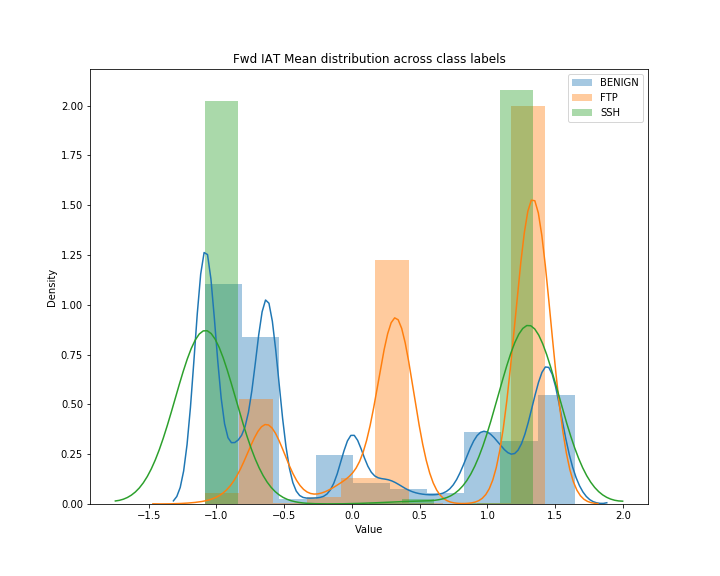 Fwd IAT Mean distribution across class labels
BENIGN
FTP
SSH
2.00
1.75
1.50
1.25
1.00
0.75
0.50
0.25
0.00
Density
−1.5
−1.0
−0.5
0.0
0.5
1.0
1.5
2.0
Value